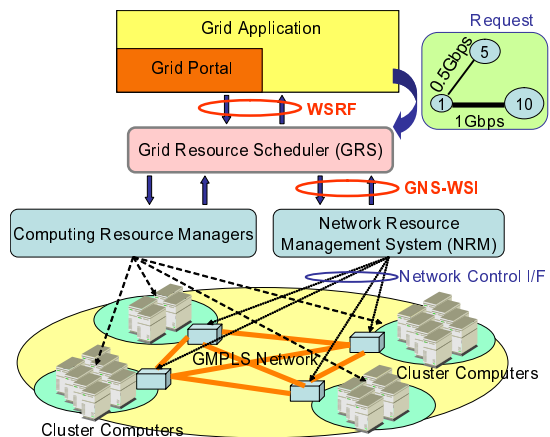 Grid Application
Request
Grid Portal
0.5Gbps
5
1
10
1Gbps
WSRF
Grid Resource Scheduler (GRS)
GNS-WSI
Computing Resource Managers
Network Resource
Management System (NRM)
Network Control I/F
GMPLS Network
Cluster Computers
Cluster Computers